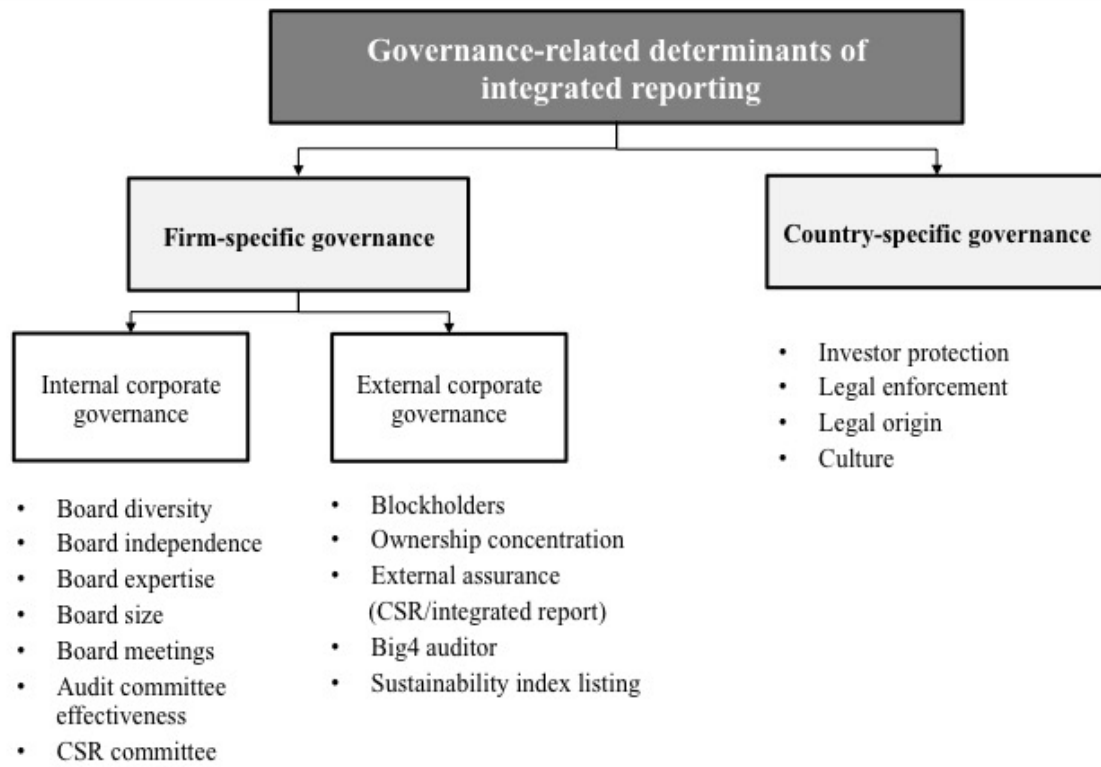 Governance-related determinants of
integrated reporting
Firm-specific governance
Country-specific governance
Internal corporate
governance
External corporate
governance
• Investor protection
• Legal enforcement
• Legal origin
• Culture
• Board diversity
• Board independence
• Board expertise
• Board size
• Board meetings
• Audit committee
effectiveness
• CSR committee
• Blockholders
• Ownership concentration
• External assurance
(CSR/integrated report)
• Big4 auditor
• Sustainability index listing